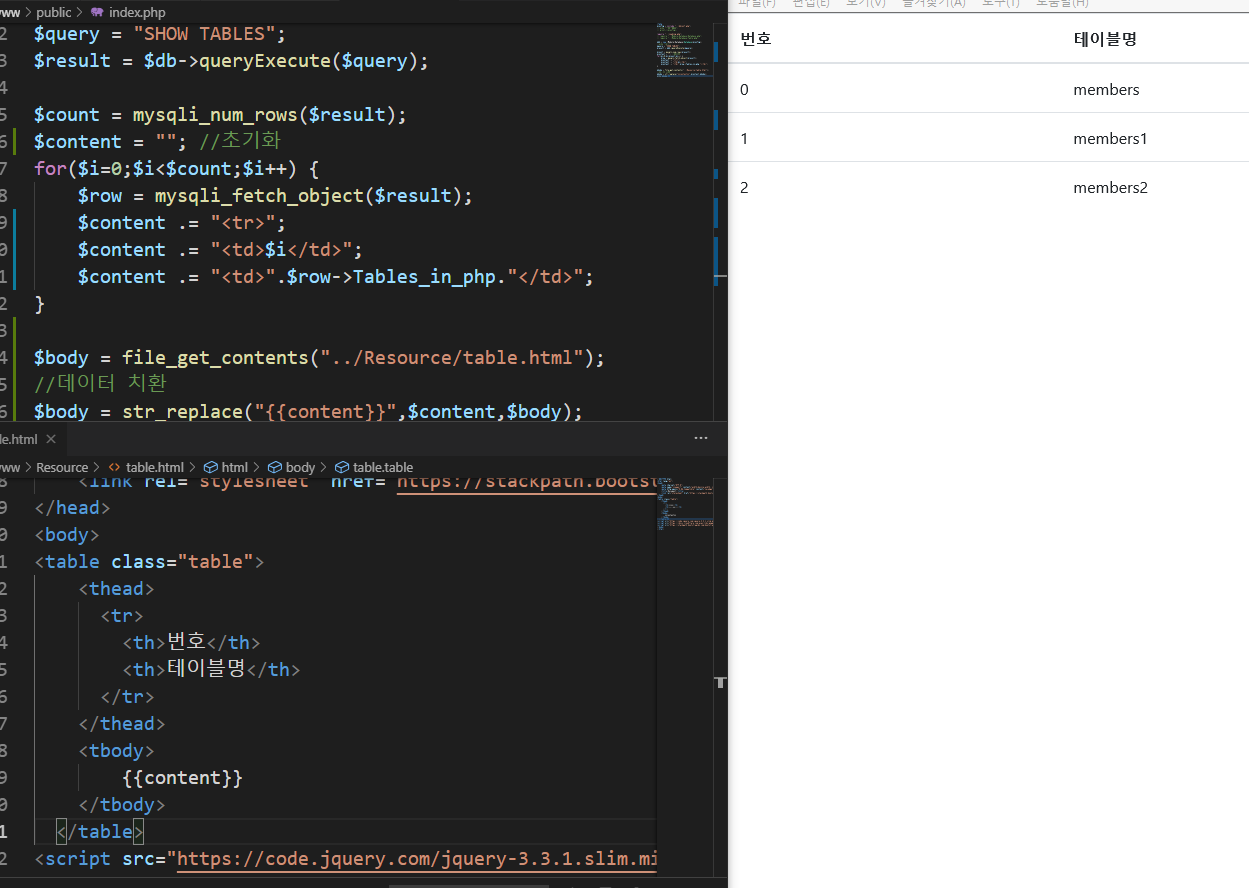 www > public > index.php
2 $query = "SHOW TABLES";
3 $result = $db->queryExecute($query);
4
5 $count = mysqli_num_rows($result);
6 $content = ""; //초기화
7 for($i=0;$i<$count;$i++) {
8 $row = mysqli_fetch_object($result);
9 $content .= "<tr>";
0 $content .= "<td>$i</td>";
1 $content .= "<td>".$row->Tables_in_php."</td>";
2 }
3
4 $body = file_get_contents("../Resource/table.html");
5 //데이터 치환
6 $body = str_replace("{{content}}",$content,$body);
le.html ×
www > Resource > table.html > html > body > table.table
8 <link rel="stylesheet" href="https://stackpath.boots
9 </head>
0 <body>
1 <table class="table">
2 <thead>
3 <tr>
4 <th>번호</th>
5 <th>테이블명</th>
6 </tr>
7 </thead>
8 <tbody>
9 {{content}}
0 </tbody>
1 </table>
2 <script src="https://code.jquery.com/jquery-3.3.1.slim.mi
파일(F) 편집(E) 보기(V) 즐겨찾기(A) 도구(T) 도움말(H)
번호 테이블명
0 members
1 members1
2 members2